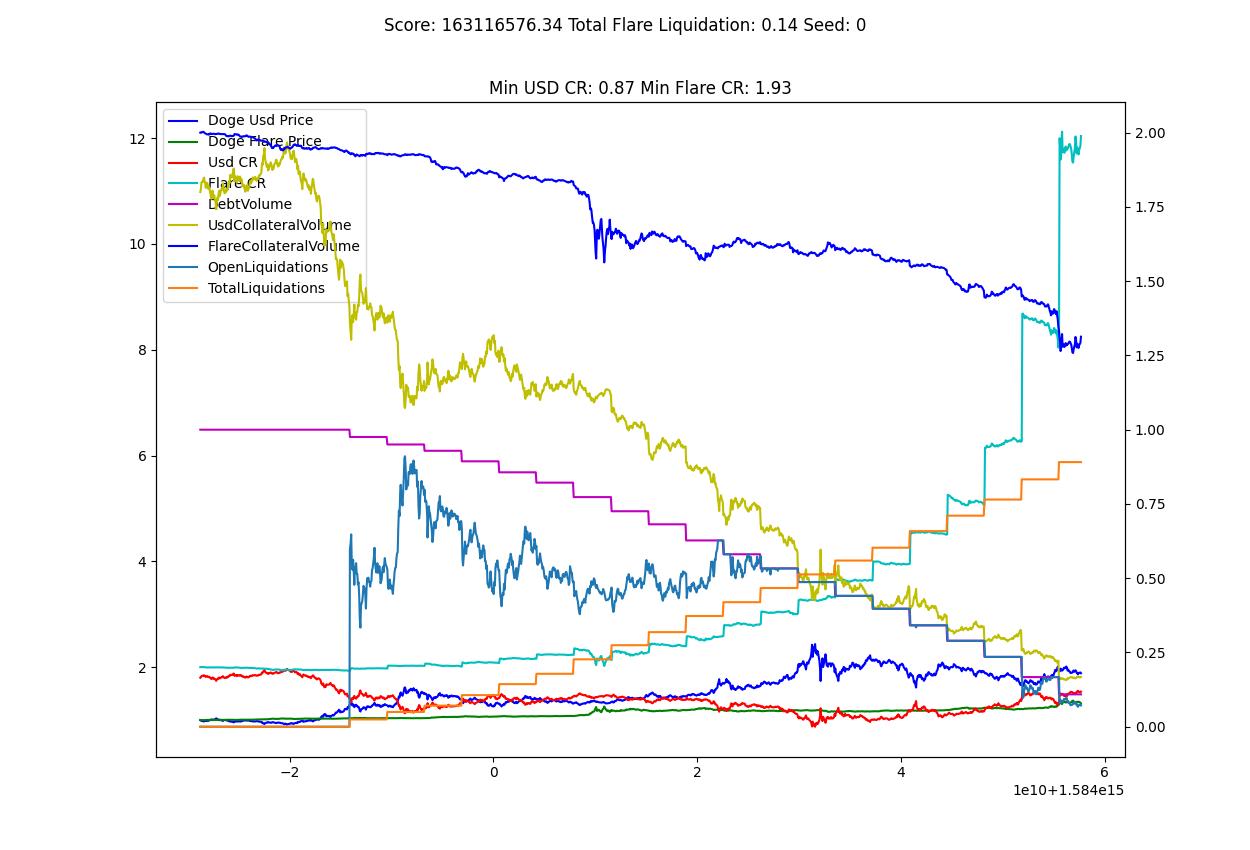 Score: 163116576.34 Total Flare Liquidation: 0.14 Seed: 0
Min USD CR: 0.87 Min Flare CR: 1.93
Doge Usd Price
Doge Flare Price
Usd CR
Flare CR
DebtVolume
UsdCollateralVolume
FlareCollateralVolume
OpenLiquidations
TotalLiquidations
12
10
8
6
4
2
2.00
1.75
1.50
1.25
1.00
0.75
0.50
0.25
0.00
−2
0
2
4
6
1e10+1.584e15